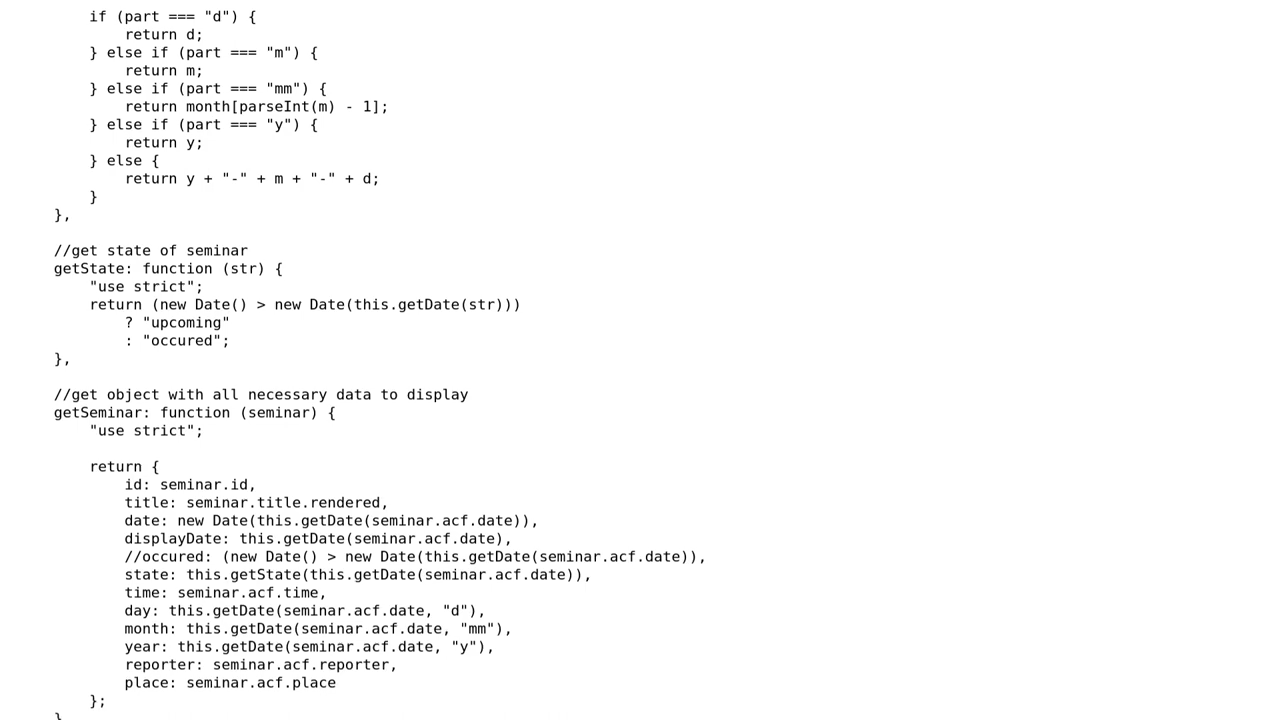 if (part === "d") {
return d;
} else if (part === "m") {
return m;
} else if (part === "mm") {
return month[parseInt(m) - 1];
} else if (part === "y") {
return y;
} else {
return y + "-" + m + "-" + d;
}
},
//get state of seminar
getState: function (str) {
"use strict";
return (new Date() > new Date(this.getDate(str)))
? "upcoming"
: "occured";
},
//get object with all necessary data to display
getSeminar: function (seminar) {
"use strict";
return {
id: seminar.id,
title: seminar.title.rendered,
date: new Date(this.getDate(seminar.acf.date)),
displayDate: this.getDate(seminar.acf.date),
//occured: (new Date() > new Date(this.getDate(seminar.acf.date)),
state: this.getState(this.getDate(seminar.acf.date)),
time: seminar.acf.time,
day: this.getDate(seminar.acf.date, "d"),
month: this.getDate(seminar.acf.date, "mm"),
year: this.getDate(seminar.acf.date, "y"),
reporter: seminar.acf.reporter,
place: seminar.acf.place
};
}